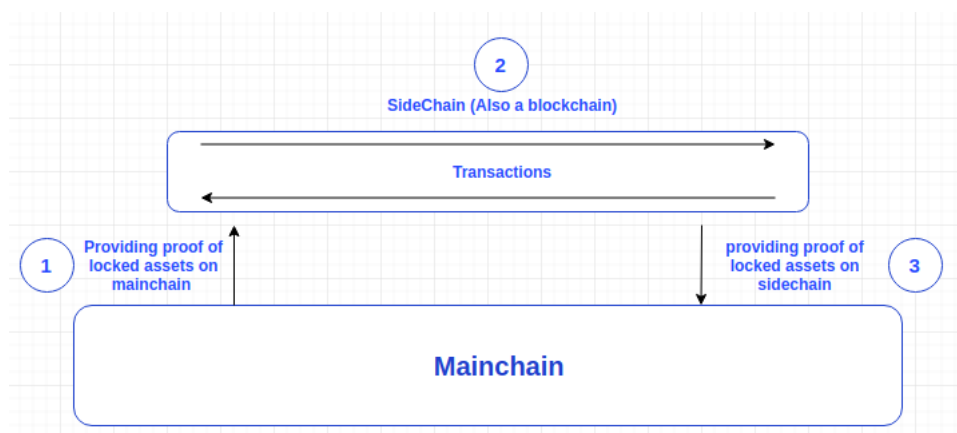 2
SideChain (Also a blockchain)
Transactions
1
Providing proof of
locked assets on
mainchain
providing proof of
locked assets on
sidechain
3
Mainchain